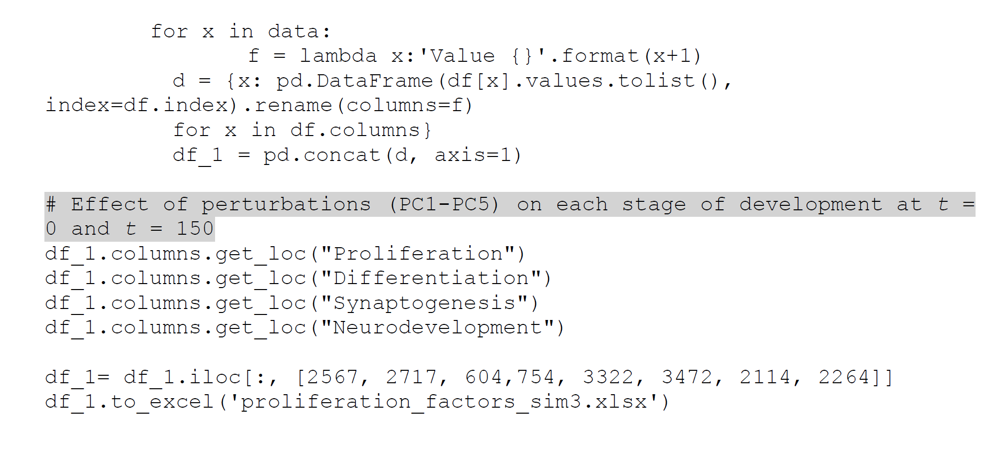 for x in data:
f = lambda x:'Value {}'.format(x+1)
d = {x: pd.DataFrame(df[x].values.tolist(),
index=df.index).rename(columns=f)
for x in df.columns}
df_1 = pd.concat(d, axis=1)
# Effect of perturbations (PC1-PC5) on each stage of development at t =
0 and t = 150
df_1.columns.get_loc("Proliferation")
df_1.columns.get_loc("Differentiation")
df_1.columns.get_loc("Synaptogenesis")
df_1.columns.get_loc("Neurodevelopment")
df_1= df_1.iloc[:, [2567, 2717, 604,754, 3322, 3472, 2114, 2264]]
df_1.to_excel('proliferation_factors_sim3.xlsx')